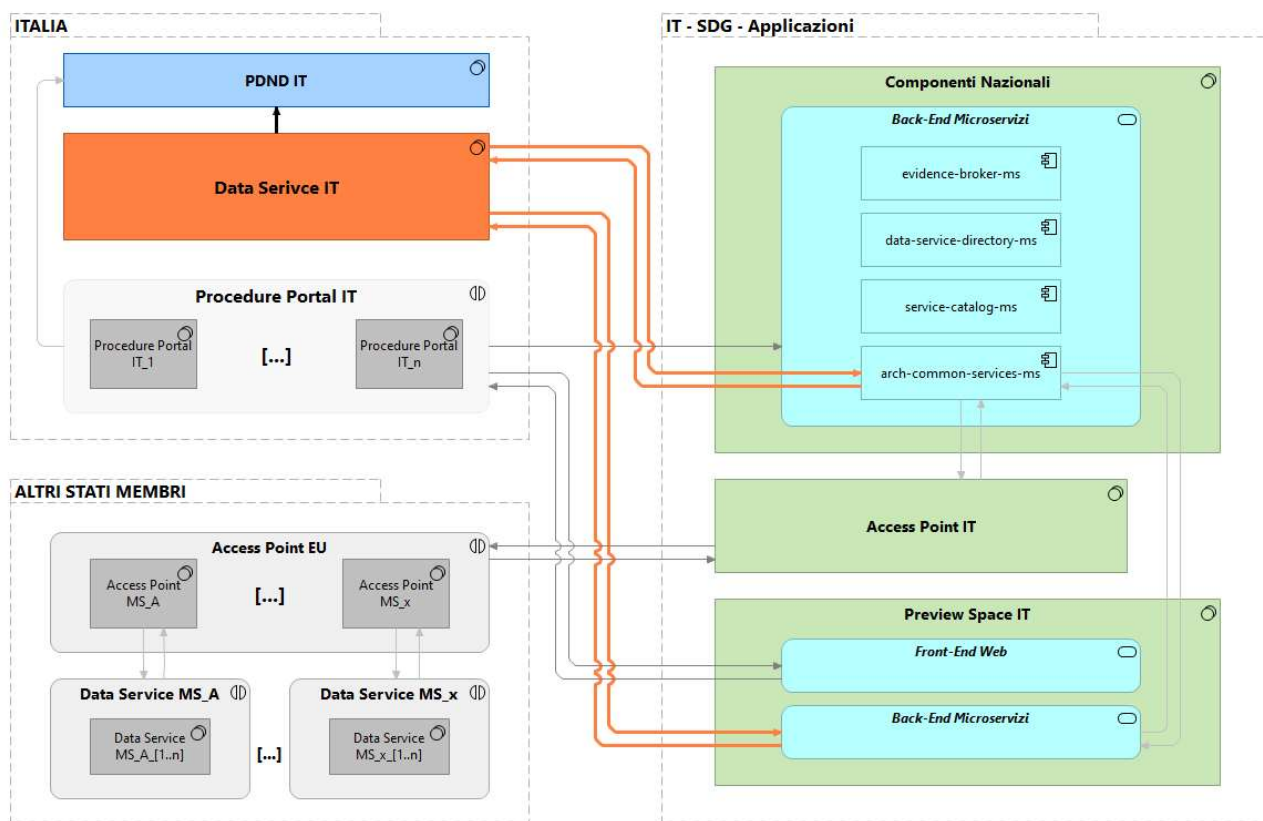 ITALIA
PDND IT
Data Serivce IT
Procedure Portal IT
Procedure Portal
IT_1
[...]
Procedure Portal
IT_n
ALTRI STATI MEMBRI
Access Point EU
Access Point
MS_A
[...]
Access Point
MS_x
Data Service MS_A
Data Service
MS_A_[1..n]
[...]
Data Service MS_x
Data Service
MS_x_[1..n]
IT - SDG - Applicazioni
Componenti Nazionali
Back-End Microservizi
evidence-broker-ms
data-service-directory-ms
service-catalog-ms
arch-common-services-ms
Access Point IT
Preview Space IT
Front-End Web
Back-End Microservizi